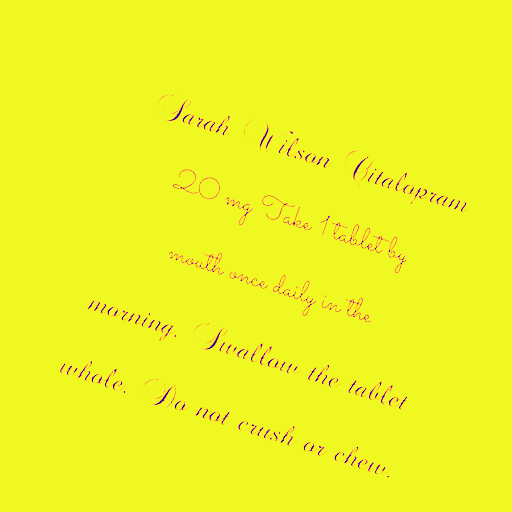 Sarah Wilson Citalopram
20 mg Take 1 tablet by
mouth once daily in the
morning. Swallow the tablet
whole. Do not crush or chew.